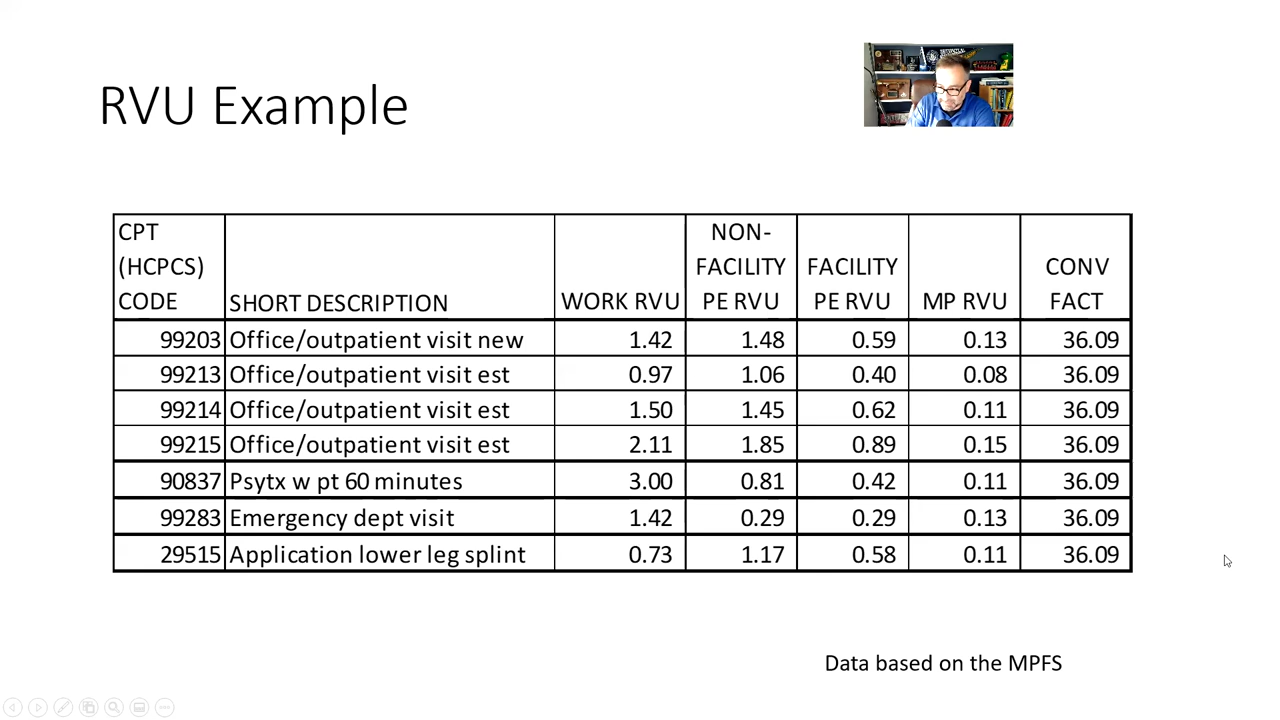 RVU Example
CPT (HCPCS) CODE SHORT DESCRIPTION WORK RVU NON-FACILITY PE RVU FACILITY PE RVU MP RVU CONV FACT
99203 Office/outpatient visit new 1.42 1.48 0.59 0.13 36.09
99213 Office/outpatient visit est 0.97 1.06 0.40 0.08 36.09
99214 Office/outpatient visit est 1.50 1.45 0.62 0.11 36.09
99215 Office/outpatient visit est 2.11 1.85 0.89 0.15 36.09
90837 Psytx w pt 60 minutes 3.00 0.81 0.42 0.11 36.09
99283 Emergency dept visit 1.42 0.29 0.29 0.13 36.09
29515 Application lower leg splint 0.73 1.17 0.58 0.11 36.09
Data based on the MPFS